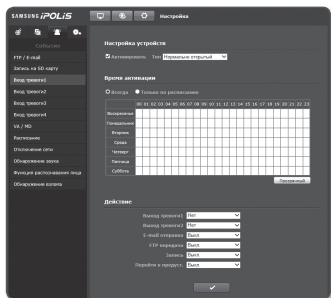 SAMSUNG iPOLiS
Настройка
События
FTP / E-mail
Запись на SD карту
Вход тревоги1
Вход тревоги2
Вход тревоги3
Вход тревоги4
VA / MD
Расписание
Отключение сети
Обнаружение звука
Функция распознавания лица
Обнаружение взлома
Настройка устройств
Активировать Тип Нормально открытый
Время активации
Всегда Только по расписанию
00 01 02 03 04 05 06 07 08 09 10 11 12 13 14 15 16 17 18 19 20 21 22 23
Воскресенье
Понедельник
Вторник
Среда
Четверг
Пятница
Суббота
Прозрачный
Действие
Выход тревоги1 Нет
Выход тревоги2 Нет
E-mail отправка Выкл
FTP передача Выкл
Запись Выкл
Перейти к предуст. Выкл